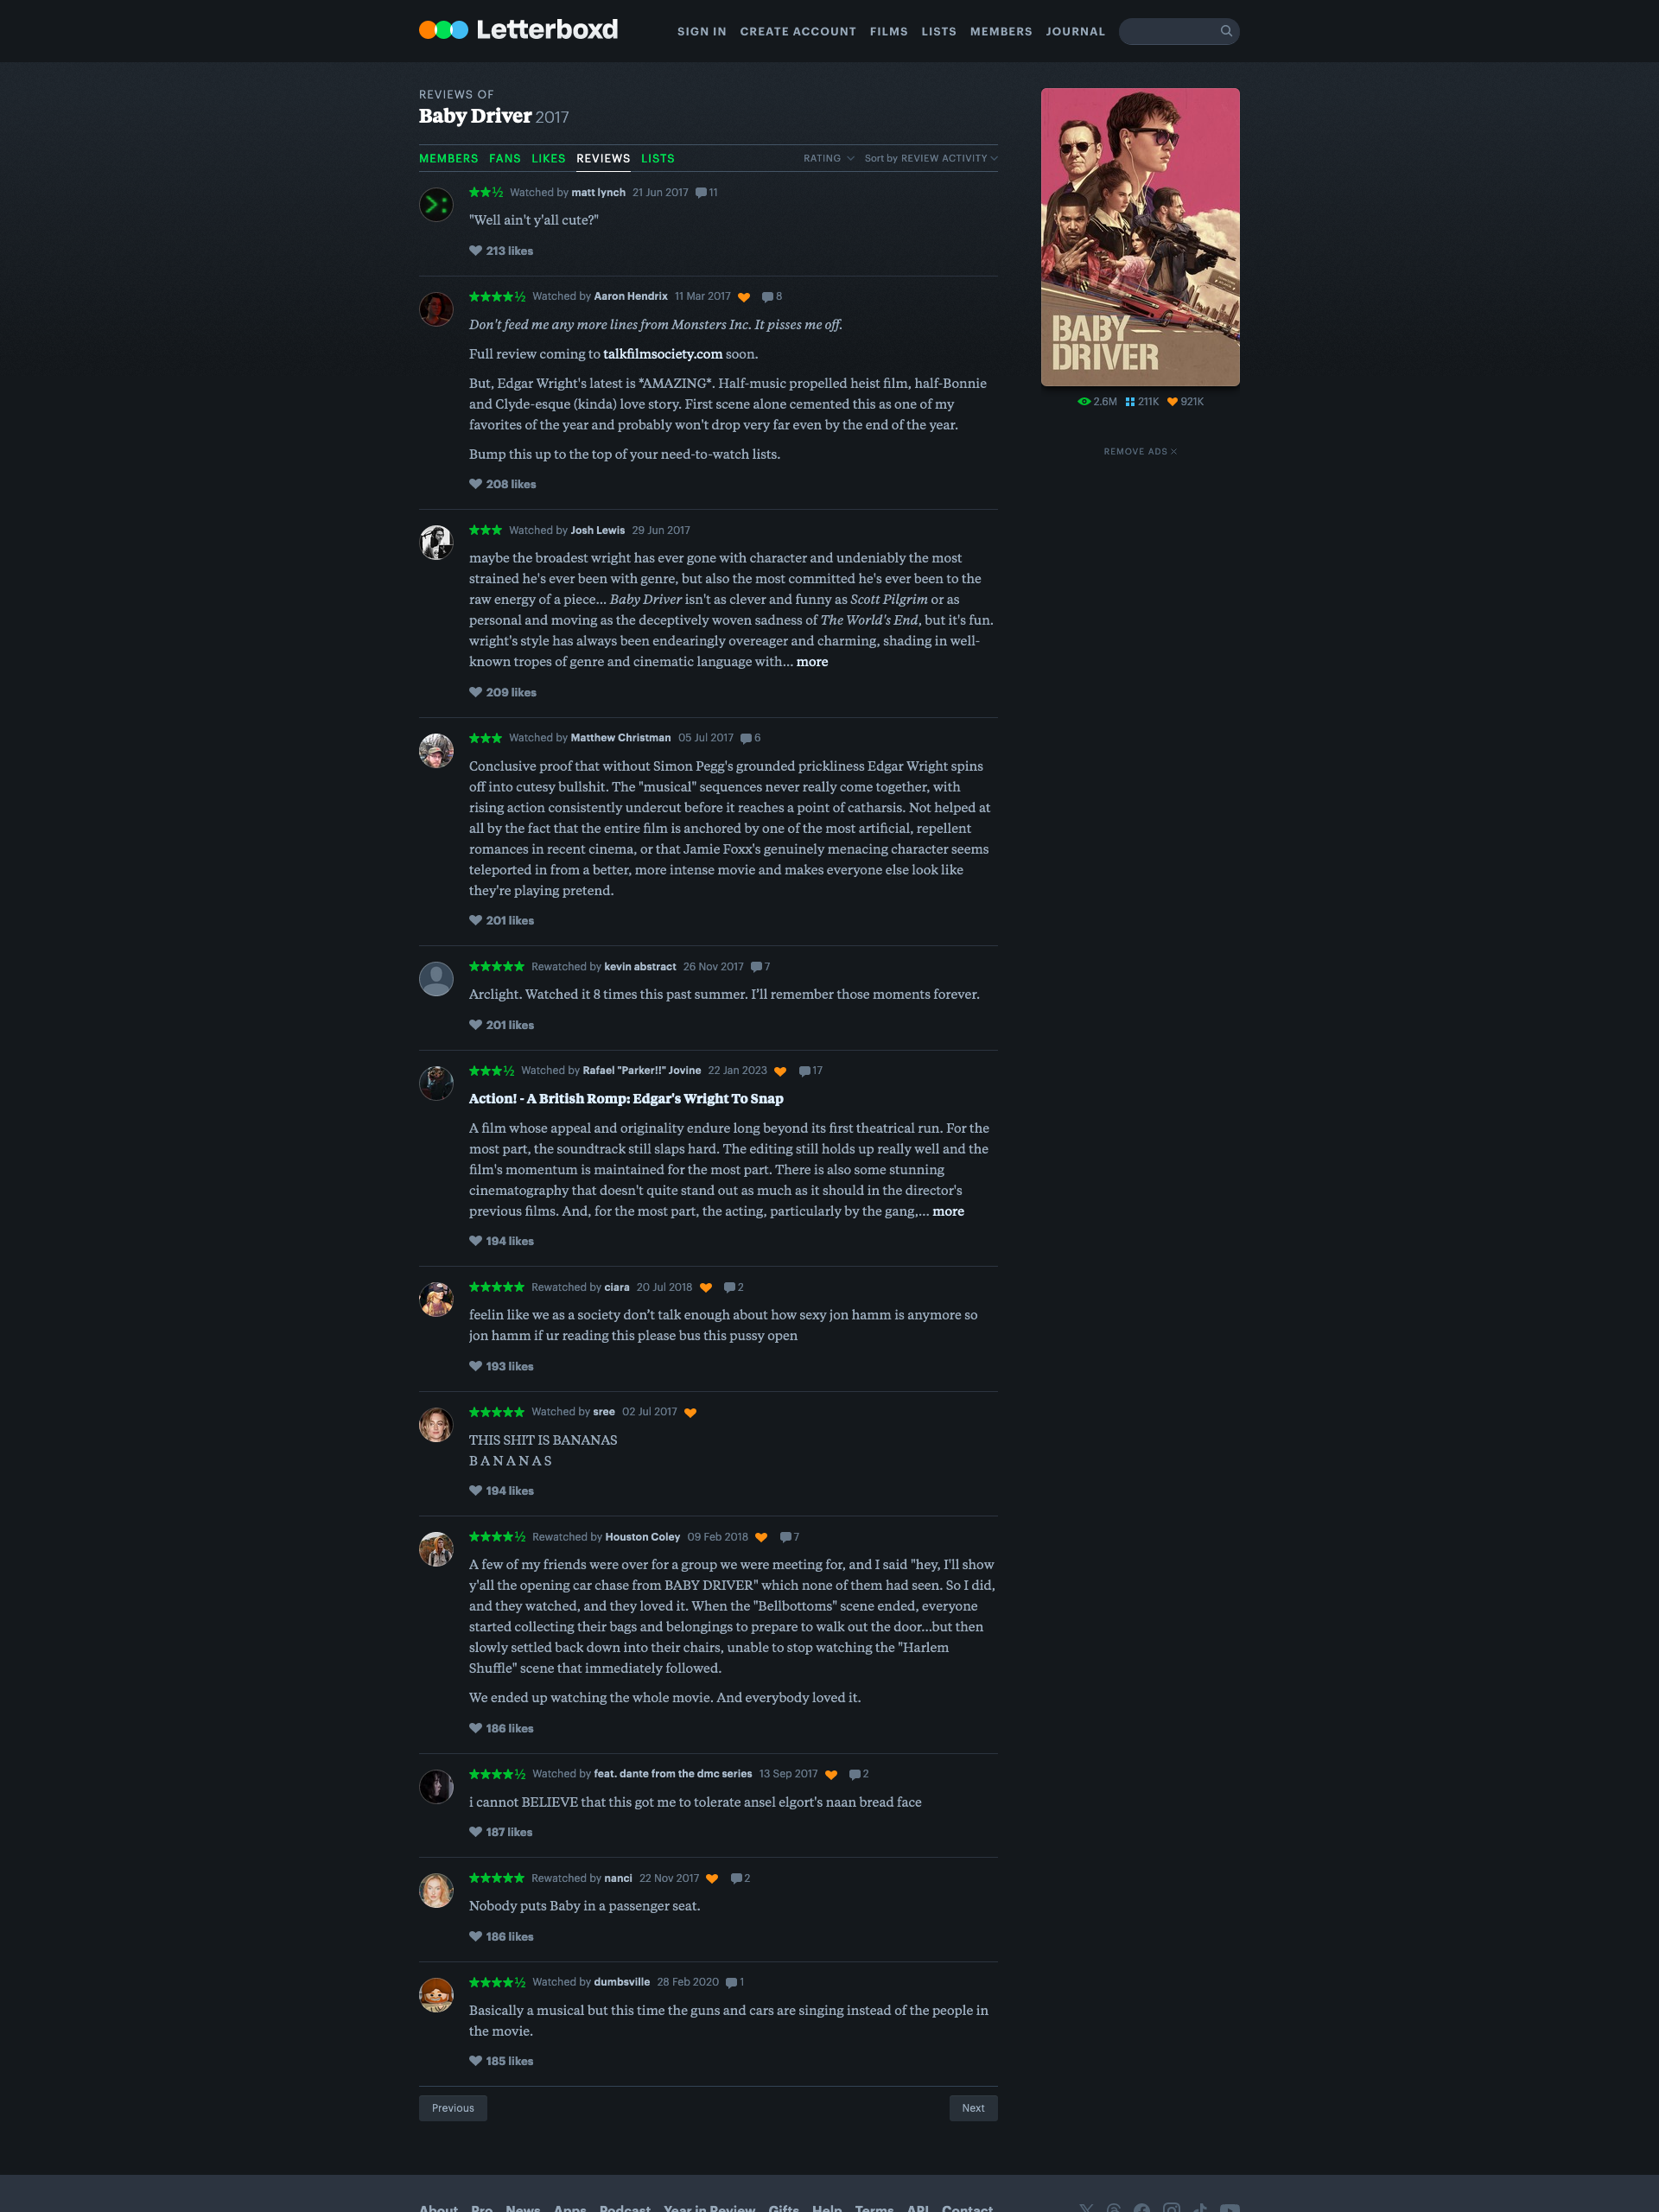 Letterboxd
SIGN IN CREATE ACCOUNT FILMS LISTS MEMBERS JOURNAL
REVIEWS OF
Baby Driver 2017
MEMBERS FANS LIKES REVIEWS LISTS
RATING Sort by REVIEW ACTIVITY
BABY
DRIVER
2.6M 211K 921K
REMOVE ADS
★★½ Watched by matt lynch 21 Jun 2017 11
"Well ain't y'all cute?"
213 likes
★★★★½ Watched by Aaron Hendrix 11 Mar 2017 8
Don't feed me any more lines from Monsters Inc. It pisses me off.
Full review coming to talkfilmsociety.com soon.
But, Edgar Wright's latest is *AMAZING*. Half-music propelled heist film, half-Bonnie
and Clyde-esque (kinda) love story. First scene alone cemented this as one of my
favorites of the year and probably won't drop very far even by the end of the year.
Bump this up to the top of your need-to-watch lists.
208 likes
★★★ Watched by Josh Lewis 29 Jun 2017
maybe the broadest wright has ever gone with character and undeniably the most
strained he's ever been with genre, but also the most committed he's ever been to the
raw energy of a piece... Baby Driver isn't as clever and funny as Scott Pilgrim or as
personal and moving as the deceptively woven sadness of The World's End, but it's fun.
wright's style has always been endearingly overeager and charming, shading in well-
known tropes of genre and cinematic language with… more
209 likes
★★★ Watched by Matthew Christman 05 Jul 2017 6
Conclusive proof that without Simon Pegg's grounded prickliness Edgar Wright spins
off into cutesy bullshit. The "musical" sequences never really come together, with
rising action consistently undercut before it reaches a point of catharsis. Not helped at
all by the fact that the entire film is anchored by one of the most artificial, repellent
romances in recent cinema, or that Jamie Foxx's genuinely menacing character seems
teleported in from a better, more intense movie and makes everyone else look like
they're playing pretend.
201 likes
★★★★★ Rewatched by kevin abstract 26 Nov 2017 7
Arclight. Watched it 8 times this past summer. I’ll remember those moments forever.
201 likes
★★★½ Watched by Rafael "Parker!!" Jovine 22 Jan 2023 17
Action! - A British Romp: Edgar's Wright To Snap
A film whose appeal and originality endure long beyond its first theatrical run. For the
most part, the soundtrack still slaps hard. The editing still holds up really well and the
film's momentum is maintained for the most part. There is also some stunning
cinematography that doesn't quite stand out as much as it should in the director's
previous films. And, for the most part, the acting, particularly by the gang,… more
194 likes
★★★★★ Rewatched by ciara 20 Jul 2018 2
feelin like we as a society don’t talk enough about how sexy jon hamm is anymore so
jon hamm if ur reading this please bus this pussy open
193 likes
★★★★★ Watched by sree 02 Jul 2017
THIS SHIT IS BANANAS
B A N A N A S
194 likes
★★★★½ Rewatched by Houston Coley 09 Feb 2018 7
A few of my friends were over for a group we were meeting for, and I said "hey, I'll show
y'all the opening car chase from BABY DRIVER" which none of them had seen. So I did,
and they watched, and they loved it. When the "Bellbottoms" scene ended, everyone
started collecting their bags and belongings to prepare to walk out the door...but then
slowly settled back down into their chairs, unable to stop watching the "Harlem
Shuffle" scene that immediately followed.
We ended up watching the whole movie. And everybody loved it.
186 likes
★★★★½ Watched by feat. dante from the dmc series 13 Sep 2017 2
i cannot BELIEVE that this got me to tolerate ansel elgort's naan bread face
187 likes
★★★★★ Rewatched by nanci 22 Nov 2017 2
Nobody puts Baby in a passenger seat.
186 likes
★★★★½ Watched by dumbsville 28 Feb 2020 1
Basically a musical but this time the guns and cars are singing instead of the people in
the movie.
185 likes
Previous Next
About Pro News Apps Podcast Year in Review Gifts Help Terms API Contact